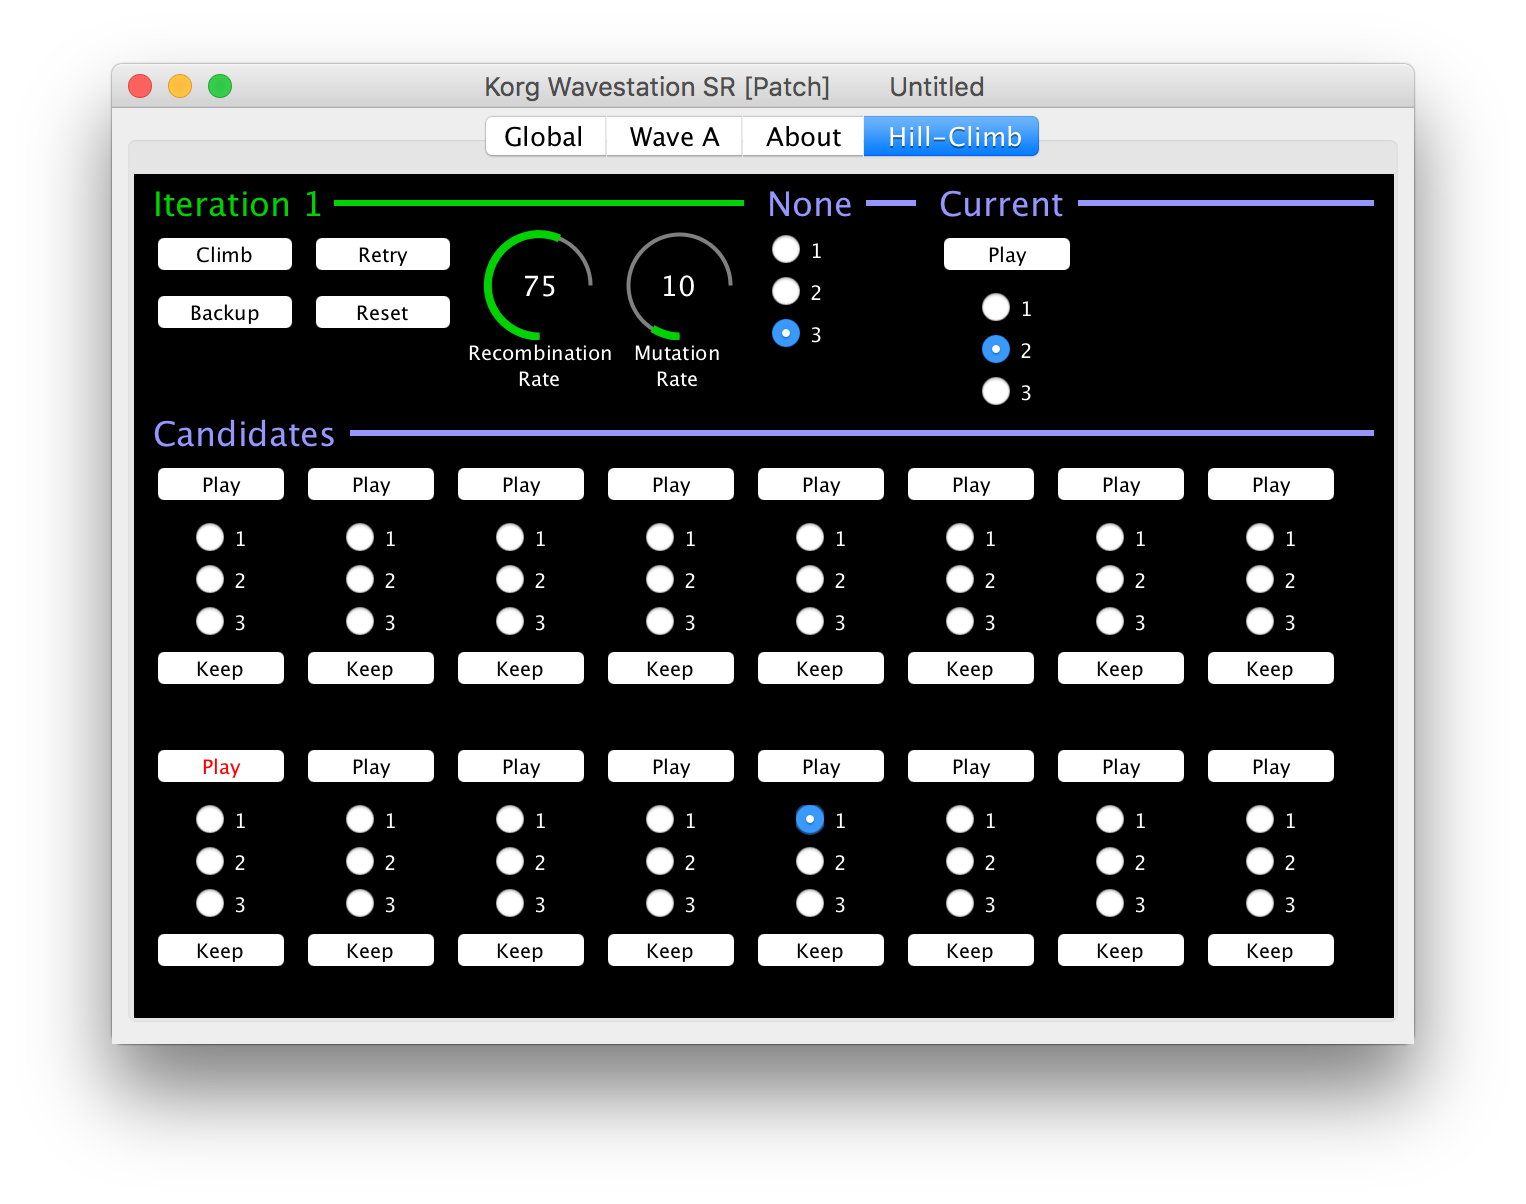 Korg Wavestation SR [Patch] Untitled
Global Wave A About Hill-Climb
Iteration 1 None Current
Climb Retry 75 10 1 Play
Backup Reset 2 1
Recombination Rate Mutation Rate 3 2
3
Candidates
Play Play Play Play Play Play Play Play
1 1 1 1 1 1 1 1
2 2 2 2 2 2 2 2
3 3 3 3 3 3 3 3
Keep Keep Keep Keep Keep Keep Keep Keep
Play Play Play Play Play Play Play Play
1 1 1 1 1 1 1 1
2 2 2 2 2 2 2 2
3 3 3 3 3 3 3 3
Keep Keep Keep Keep Keep Keep Keep Keep